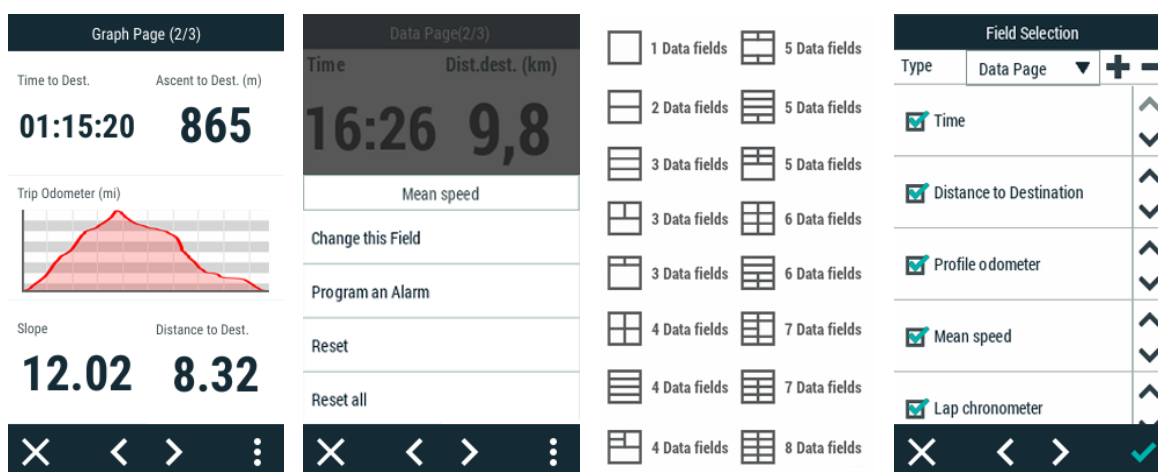 Graph Page (2/3)
Time to Dest. Ascent to Dest. (m)
01:15:20 865
Trip Odometer (mi)
Slope Distance to Dest.
12.02 8.32
Data Page(2/3)
Time Dist.dest. (km)
16:26 9,8
Mean speed
Change this Field
Program an Alarm
Reset
Reset all
1 Data fields 5 Data fields
2 Data fields 5 Data fields
3 Data fields 5 Data fields
3 Data fields 6 Data fields
3 Data fields 6 Data fields
4 Data fields 7 Data fields
4 Data fields 7 Data fields
4 Data fields 8 Data fields
Field Selection
Type Data Page
Time
Distance to Destination
Profile odometer
Mean speed
Lap chronometer